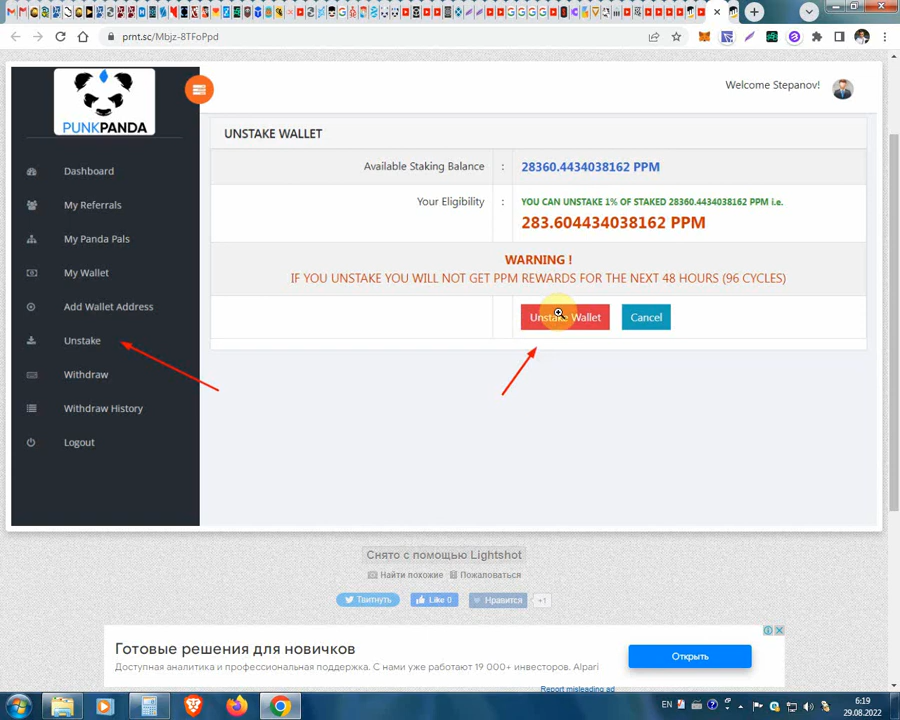 prnt.sc/Mbjz-8TFoPpd
PUNKPANDA
Welcome Stepanov!
Dashboard
My Referrals
My Panda Pals
My Wallet
Add Wallet Address
Unstake
Withdraw
Withdraw History
Logout
UNSTAKE WALLET
Available Staking Balance : 28360.4434038162 PPM
Your Eligibility : YOU CAN UNSTAKE 1% OF STAKED 28360.4434038162 PPM i.e.
283.604434038162 PPM
WARNING !
IF YOU UNSTAKE YOU WILL NOT GET PPM REWARDS FOR THE NEXT 48 HOURS (96 CYCLES)
Unstake Wallet Cancel
Снято с помощью Lightshot
Найти похожие Пожаловаться
Твитнуть Like 0 Нравится +1
Готовые решения для новичков
Доступная аналитика и профессиональная поддержка. С нами уже работают 19 000+ инвесторов. Alpari
Открыть
Report misleading ad
EN 6:19
29.08.2022